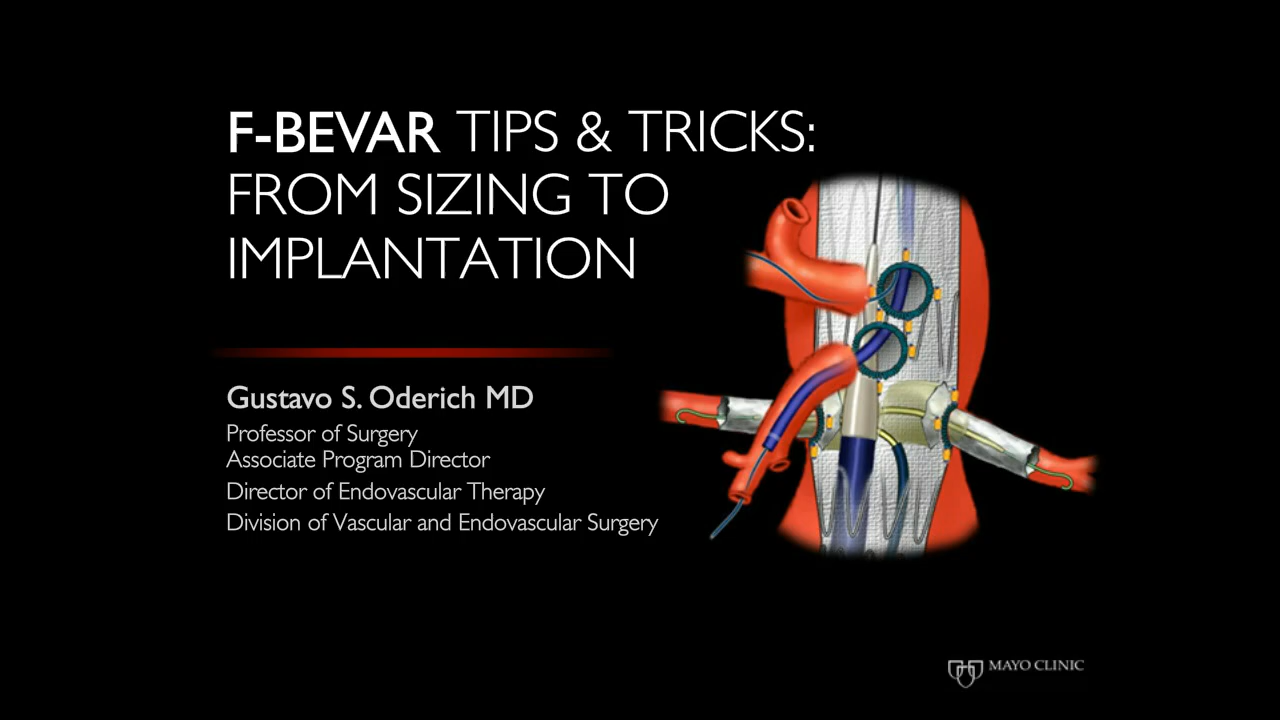 F-BEVAR TIPS & TRICKS:
FROM SIZING TO
IMPLANTATION
Gustavo S. Oderich MD
Professor of Surgery
Associate Program Director
Director of Endovascular Therapy
Division of Vascular and Endovascular Surgery
MAYO CLINIC